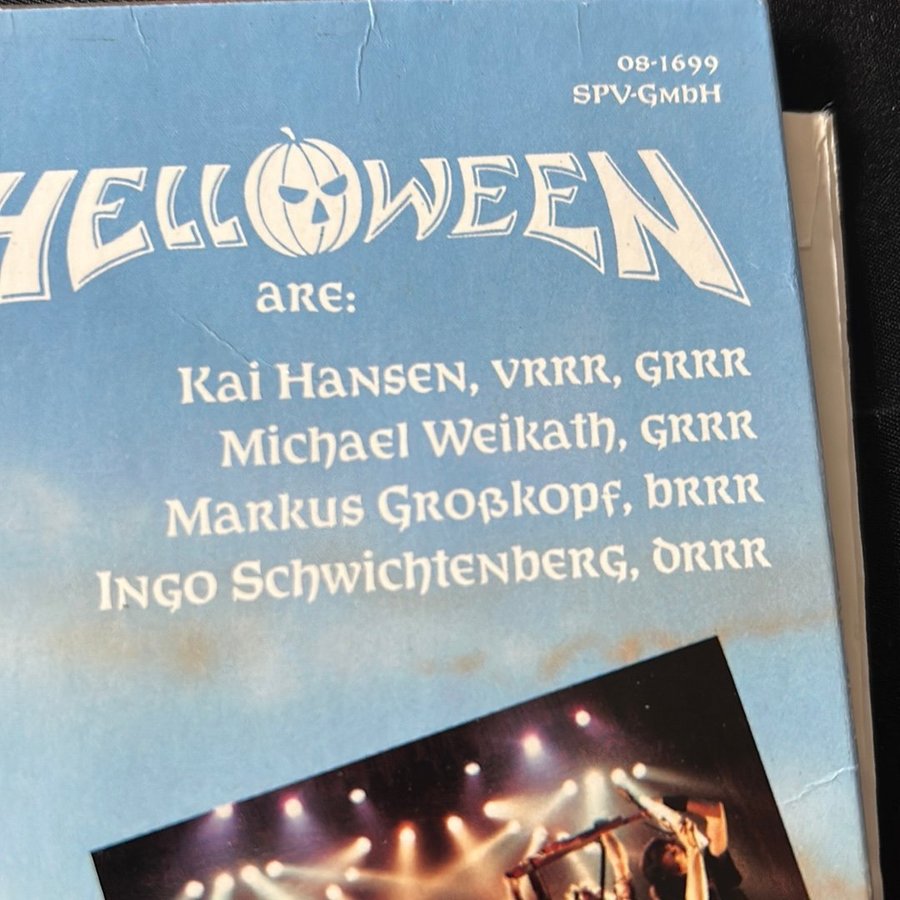 08-1699
SPV-GmbH
HELLOWEEN
are:
Kai Hansen, vrrr, grrr
Michael Weikath, grrr
Markus Großkopf, brrr
Ingo Schwichtenberg, drrr